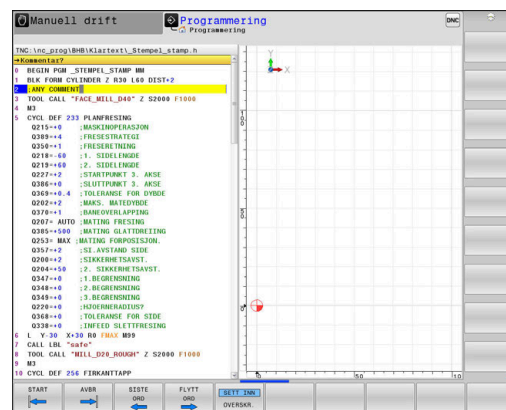 Manuell drift
Programmering
Programmering
DNC
TNC:\nc_prog\BHB\Klartext\_Stempel_stamp.h
→Kommentar?
0 BEGIN PGM _STEMPEL_STAMP MM
1 BLK FORM CYLINDER Z R30 L60 DIST+2
2 ;ANY COMMENT
3 TOOL CALL "FACE_MILL_D40" Z S2000 F1000
4 M3
5 CYCL DEF 233 PLANFRESING
Q215=+0 ;MASKINOPERASJON
Q389=+4 ;FRESESTRATEGI
Q350=+1 ;FRESERETNING
Q218=-60 ;1. SIDELENGDE
Q219=+60 ;2. SIDELENGDE
Q227=+2 ;STARTPUNKT 3. AKSE
Q386=+0 ;SLUTTPUNKT 3. AKSE
Q369=+0.4 ;TOLERANSE FOR DYBDE
Q202=+2 ;MAKS. MATEDYBDE
Q370=+1 ;BANEOVERLAPPING
Q207= AUTO ;MATING FRESING
Q385=+500 ;MATING GLATTDREIING
Q253= MAX ;MATING FORPOSISJON.
Q357=+2 ;SI.AVSTAND SIDE
Q200=+2 ;SIKKERHETSAVST.
Q204=+50 ;2. SIKKERHETSAVST.
Q347=+0 ;1.BEGRENSNING
Q348=+0 ;2.BEGRENSNING
Q349=+0 ;3.BEGRENSNING
Q220=+0 ;HJOERNERADIUS?
Q368=+0 ;TOLERANSE FOR SIDE
Q338=+0 ;INFEED SLETTFRESING
6 L Y-30 X+30 R0 FMAX M99
7 CALL LBL "safe"
8 TOOL CALL "MILL_D20_ROUGH" Z S2000 F1000
9 M3
10 CYCL DEF 256 FIRKANTTAPP
Y
X
100
50
0
0
50
100
START
AVBR
SISTE
ORD
FLYTT
ORD
SETT INN
OVERSKR.